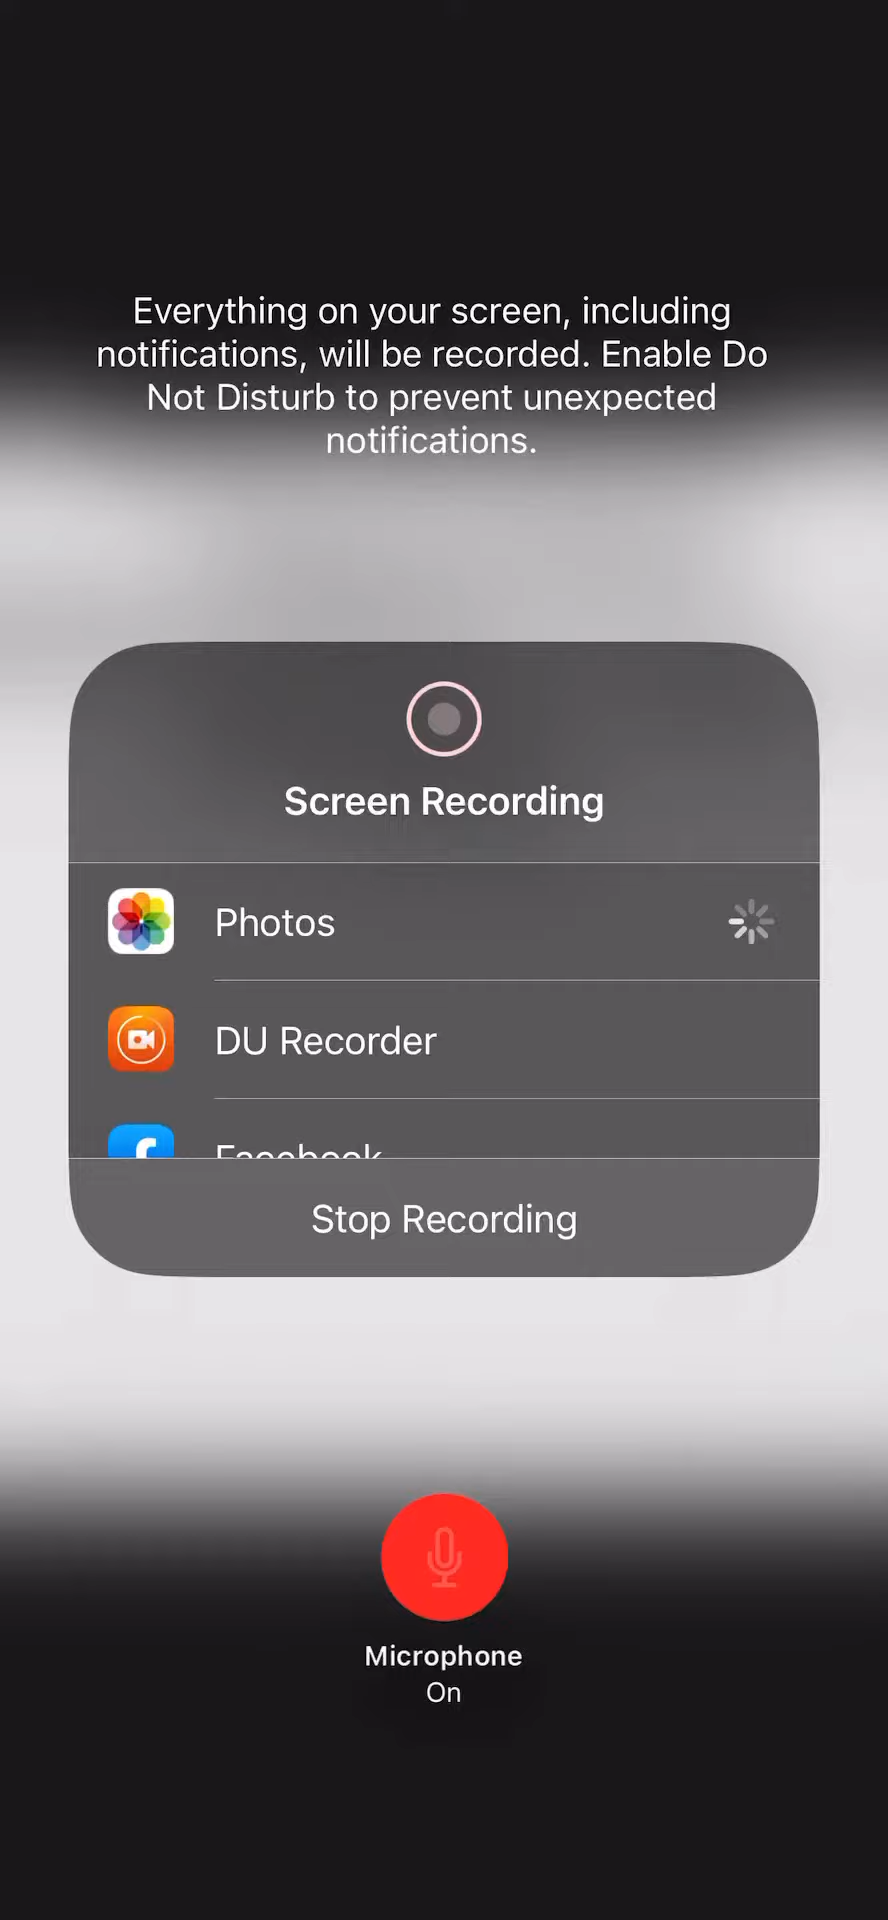 Everything on your screen, including
notifications, will be recorded. Enable Do
Not Disturb to prevent unexpected
notifications.
Screen Recording
Photos
DU Recorder
Facebook
Stop Recording
Microphone
On